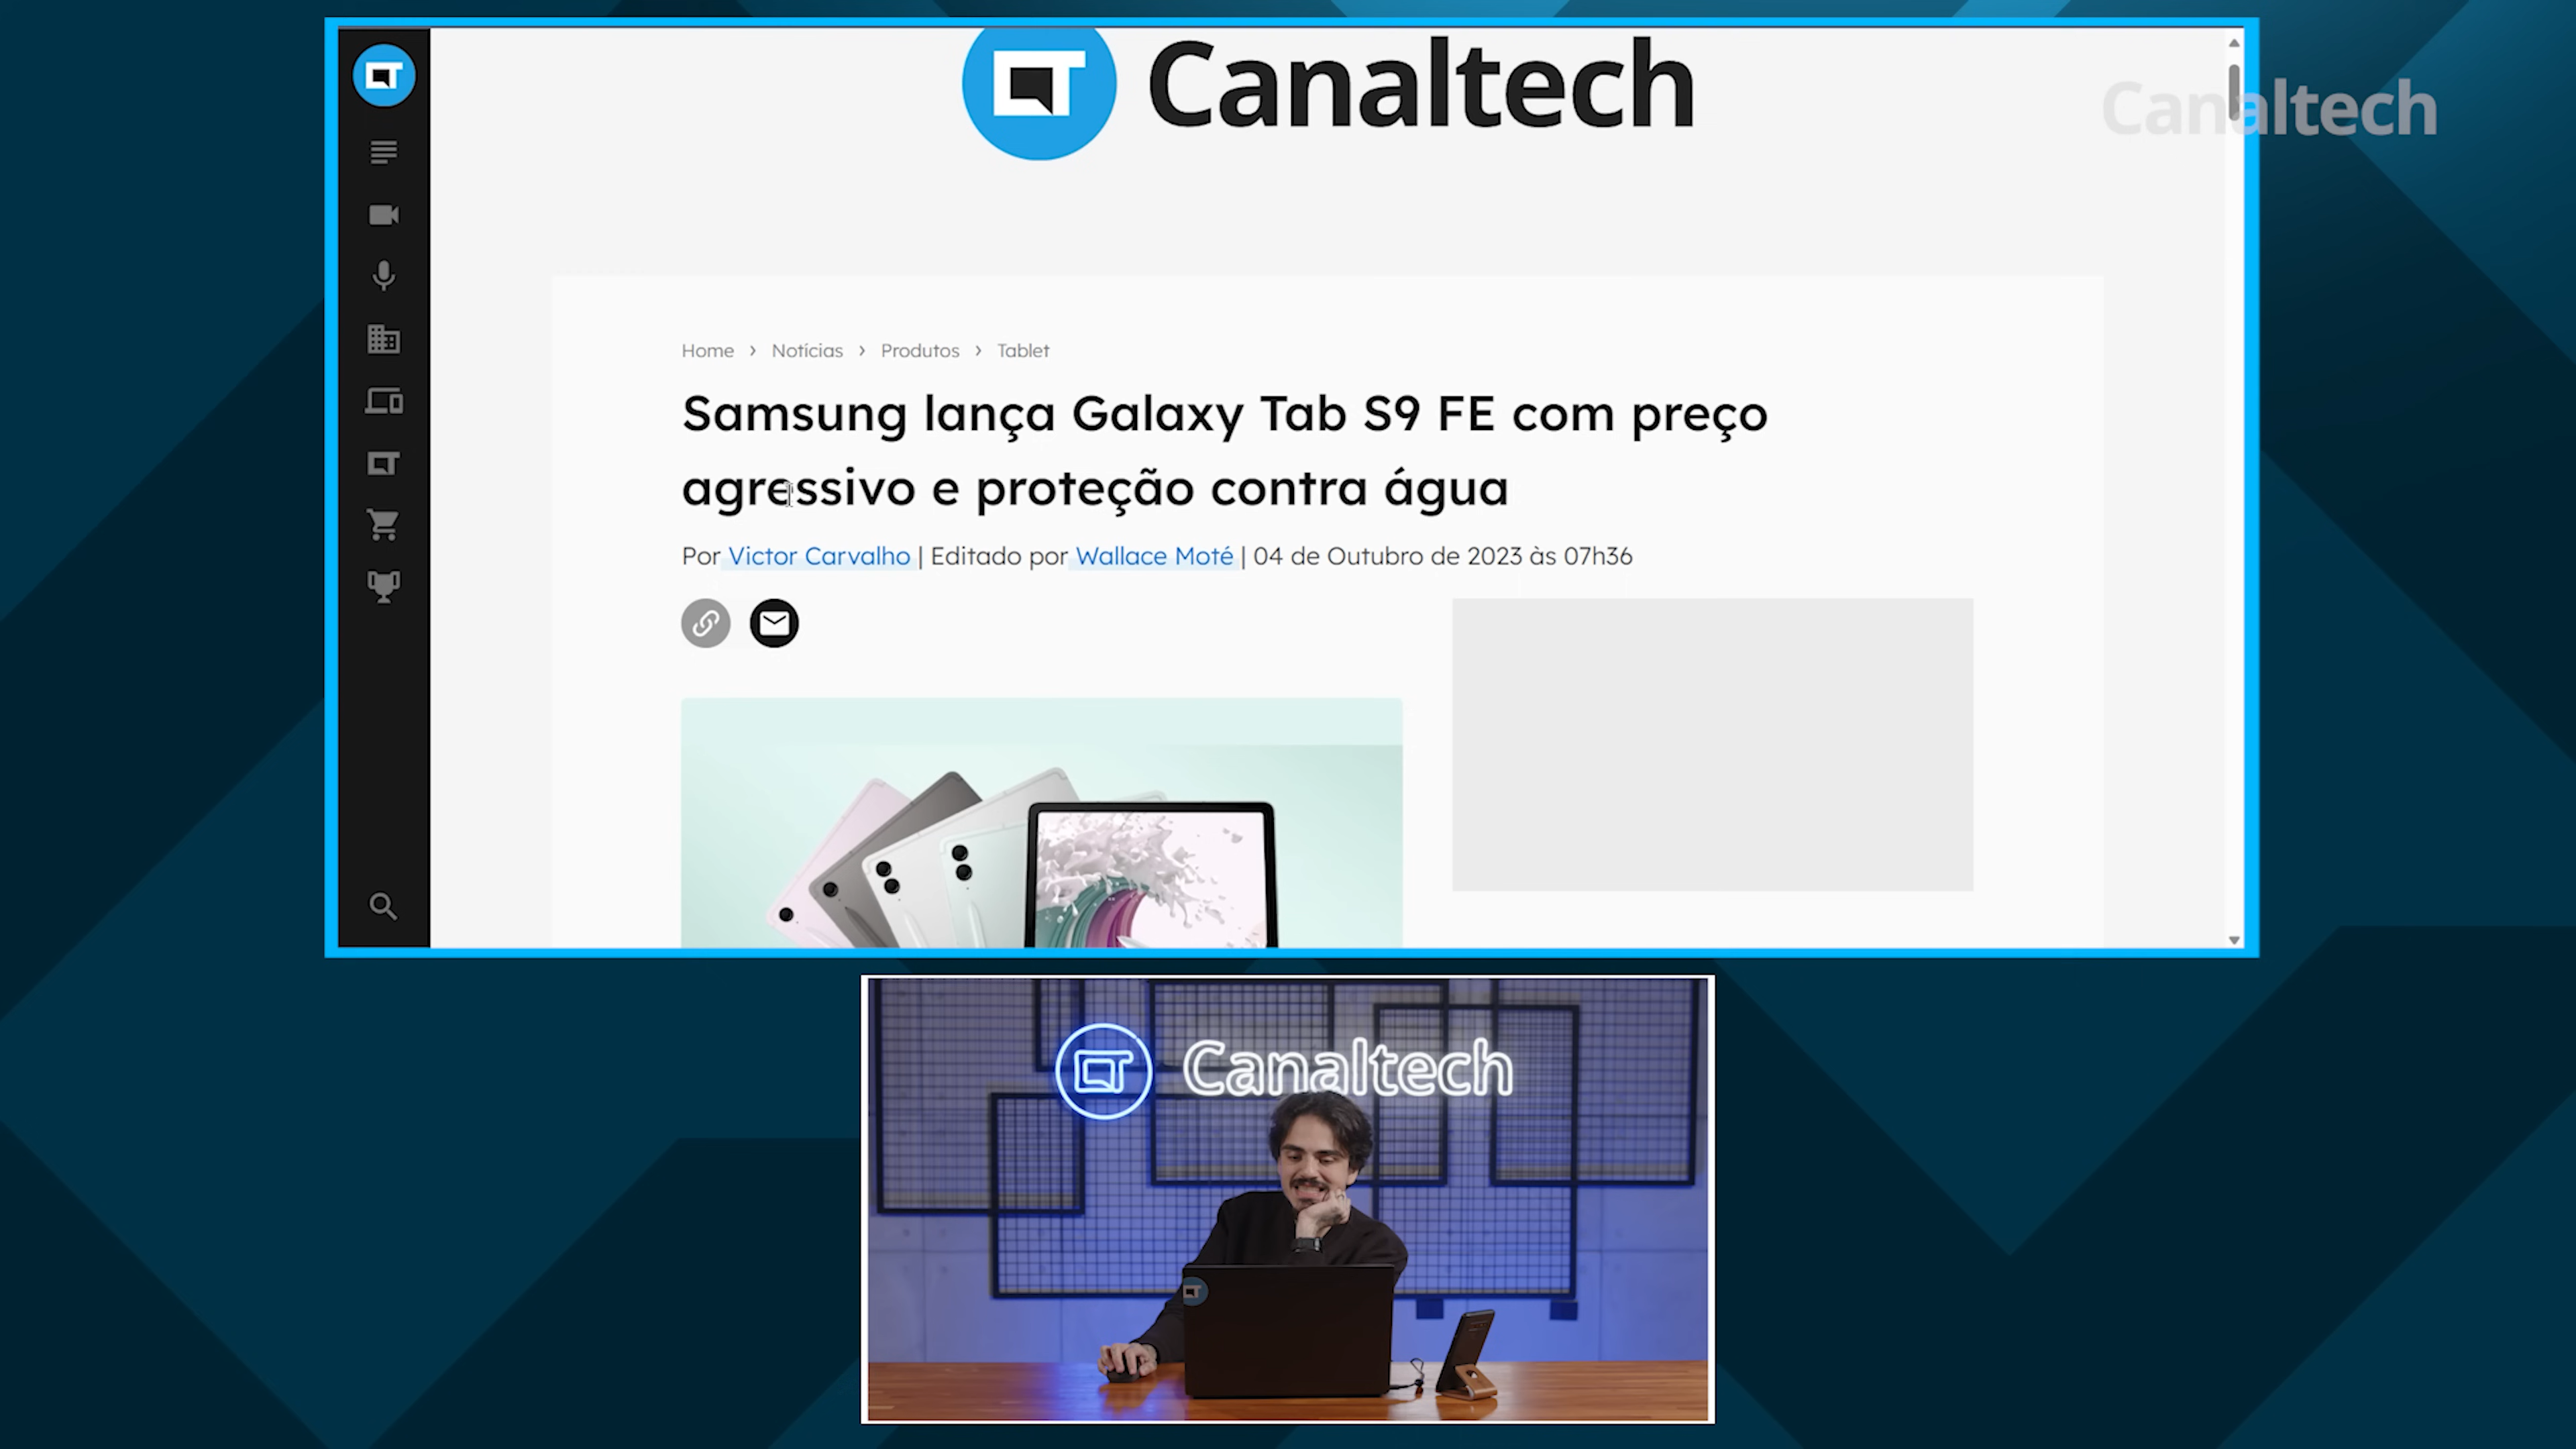 Canaltech
Canaltech
Home › Notícias › Produtos › Tablet
Samsung lança Galaxy Tab S9 FE com preço
agressivo e proteção contra água
Por Victor Carvalho | Editado por Wallace Moté | 04 de Outubro de 2023 às 07h36
Canaltech